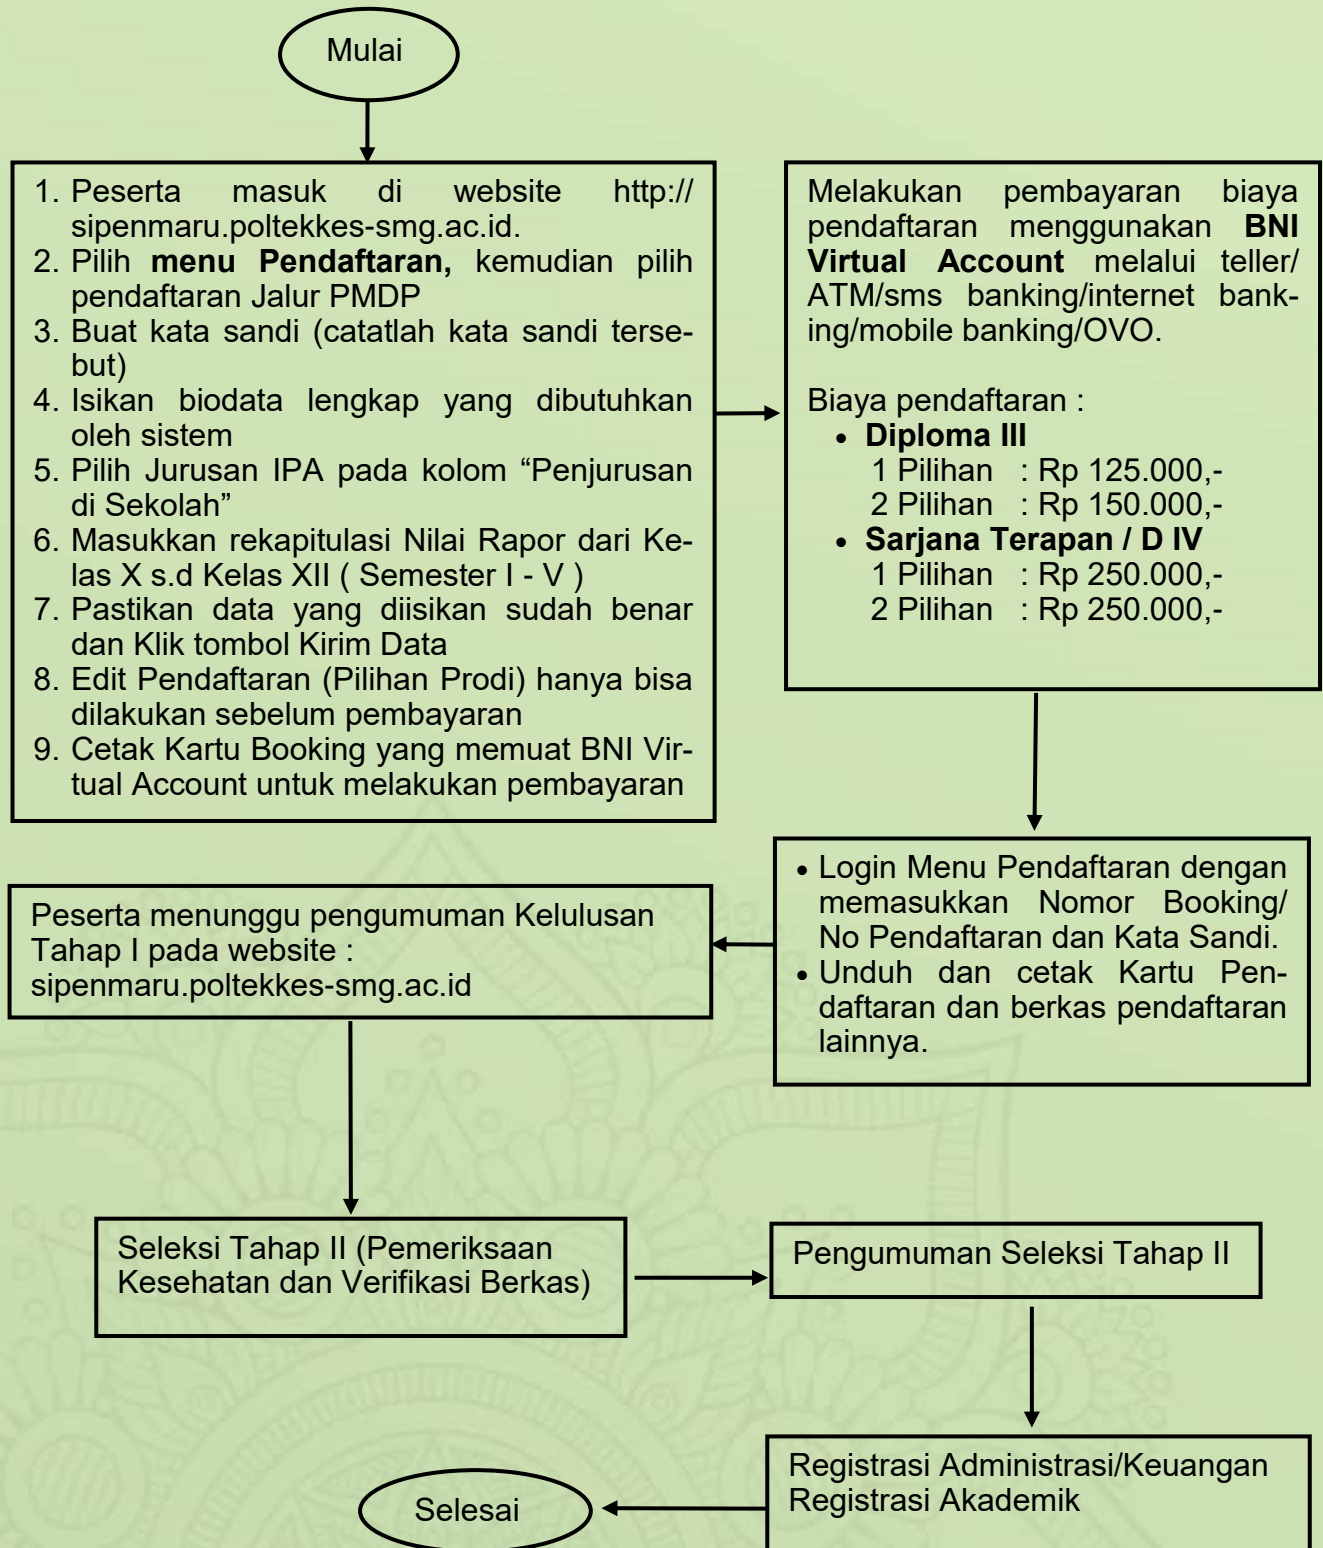 Mulai
1. Peserta masuk di website http://
sipenmaru.poltekkes-smg.ac.id.
2. Pilih menu Pendaftaran, kemudian pilih
pendaftaran Jalur PMDP
3. Buat kata sandi (catatlah kata sandi terse-
but)
4. Isikan biodata lengkap yang dibutuhkan
oleh sistem
5. Pilih Jurusan IPA pada kolom “Penjurusan
di Sekolah”
6. Masukkan rekapitulasi Nilai Rapor dari Ke-
las X s.d Kelas XII ( Semester I - V )
7. Pastikan data yang diisikan sudah benar
dan Klik tombol Kirim Data
8. Edit Pendaftaran (Pilihan Prodi) hanya bisa
dilakukan sebelum pembayaran
9. Cetak Kartu Booking yang memuat BNI Vir-
tual Account untuk melakukan pembayaran
Melakukan pembayaran biaya
pendaftaran menggunakan BNI
Virtual Account melalui teller/
ATM/sms banking/internet bank-
ing/mobile banking/OVO.
Biaya pendaftaran :
• Diploma III
1 Pilihan : Rp 125.000,-
2 Pilihan : Rp 150.000,-
• Sarjana Terapan / D IV
1 Pilihan : Rp 250.000,-
2 Pilihan : Rp 250.000,-
• Login Menu Pendaftaran dengan
memasukkan Nomor Booking/
No Pendaftaran dan Kata Sandi.
• Unduh dan cetak Kartu Pen-
daftaran dan berkas pendaftaran
lainnya.
Peserta menunggu pengumuman Kelulusan
Tahap I pada website :
sipenmaru.poltekkes-smg.ac.id
Seleksi Tahap II (Pemeriksaan
Kesehatan dan Verifikasi Berkas)
Pengumuman Seleksi Tahap II
Registrasi Administrasi/Keuangan
Registrasi Akademik
Selesai